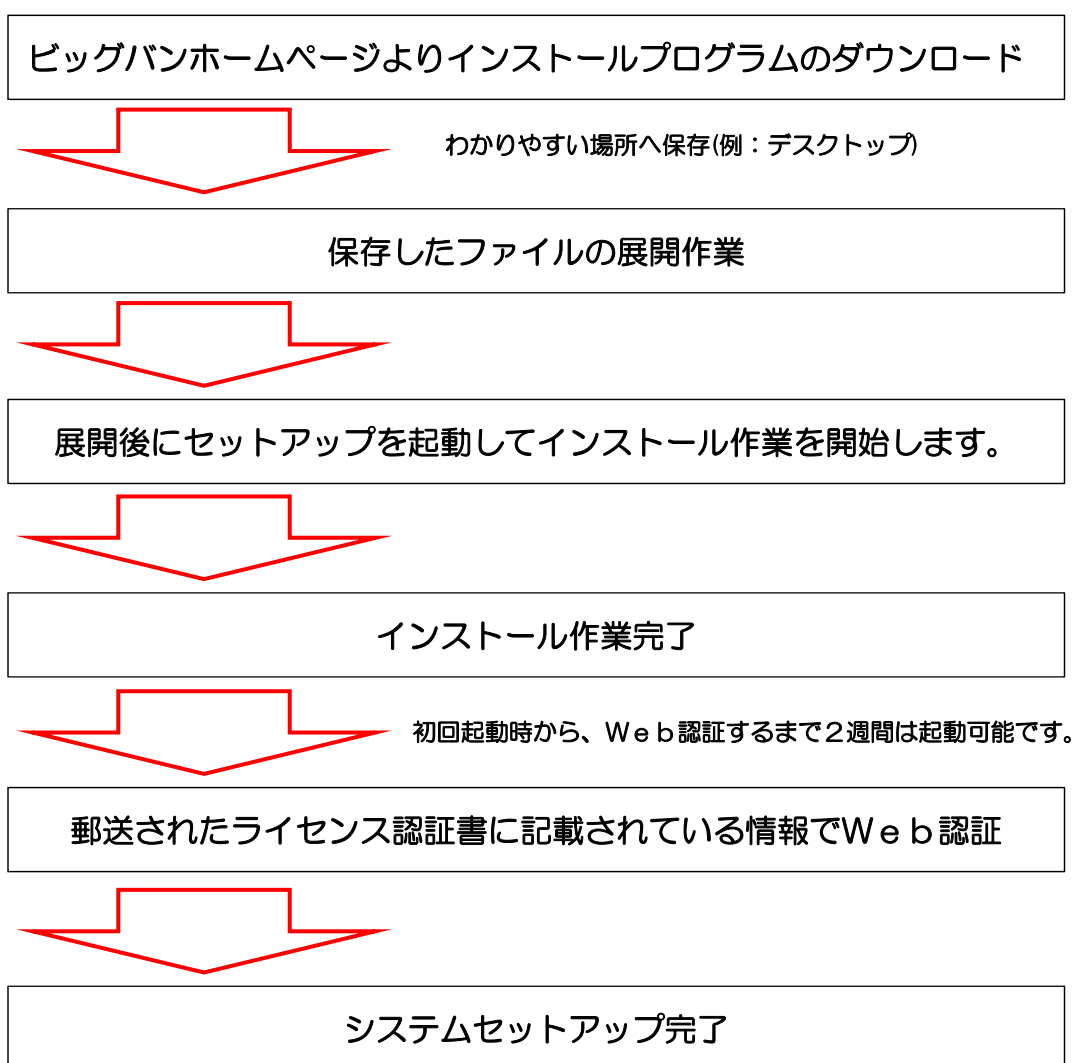 ビッグバンホームページよりインストールプログラムのダウンロード
わかりやすい場所へ保存(例：デスクトップ)
保存したファイルの展開作業
展開後にセットアップを起動してインストール作業を開始します。
インストール作業完了
初回起動時から、Ｗｅｂ認証するまで２週間は起動可能です。
郵送されたライセンス認証書に記載されている情報でＷｅｂ認証
システムセットアップ完了